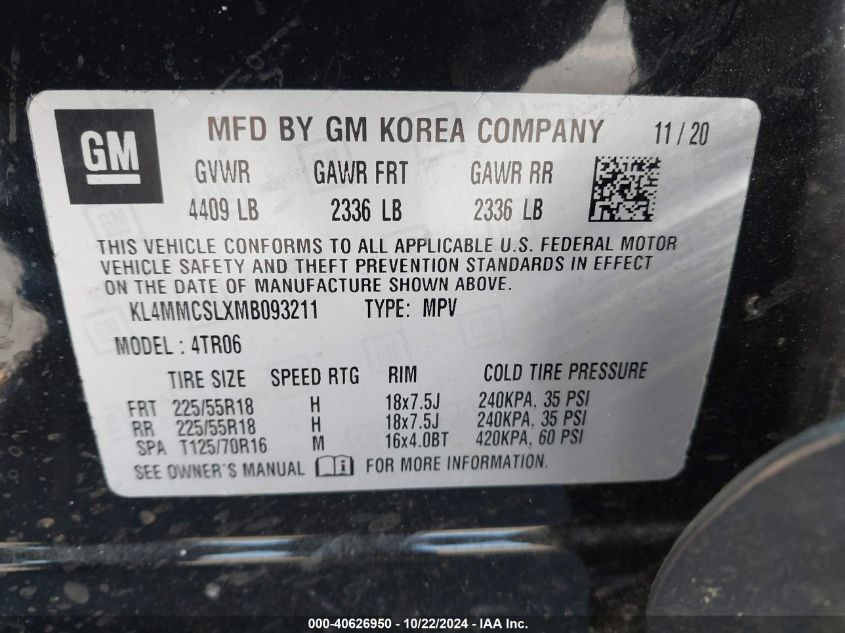 GM
MFD BY GM KOREA COMPANY 11/20
GVWR GAWR FRT GAWR RR
4409 LB 2336 LB 2336 LB
THIS VEHICLE CONFORMS TO ALL APPLICABLE U.S. FEDERAL MOTOR
VEHICLE SAFETY AND THEFT PREVENTION STANDARDS IN EFFECT
ON THE DATE OF MANUFACTURE SHOWN ABOVE.
KL4MMCSLXMB093211 TYPE: MPV
MODEL : 4TR06
TIRE SIZE SPEED RTG RIM COLD TIRE PRESSURE
FRT 225/55R18 H 18x7.5J 240KPA, 35 PSI
RR 225/55R18 H 18x7.5J 240KPA, 35 PSI
SPA T125/70R16 M 16x4.0BT 420KPA, 60 PSI
SEE OWNER'S MANUAL FOR MORE INFORMATION.
000-40626950 - 10/22/2024 - IAA Inc.